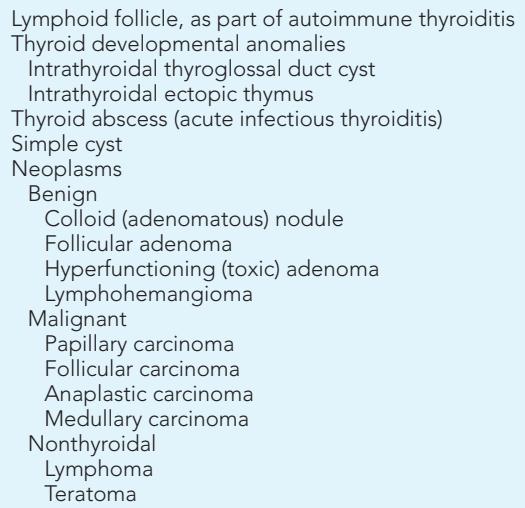 Lymphoid follicle, as part of autoimmune thyroiditis
Thyroid developmental anomalies
Intrathyroidal thyroglossal duct cyst
Intrathyroidal ectopic thymus
Thyroid abscess (acute infectious thyroiditis)
Simple cyst
Neoplasms
Benign
Colloid (adenomatous) nodule
Follicular adenoma
Hyperfunctioning (toxic) adenoma
Lymphohemangioma
Malignant
Papillary carcinoma
Follicular carcinoma
Anaplastic carcinoma
Medullary carcinoma
Nonthyroidal
Lymphoma
Teratoma